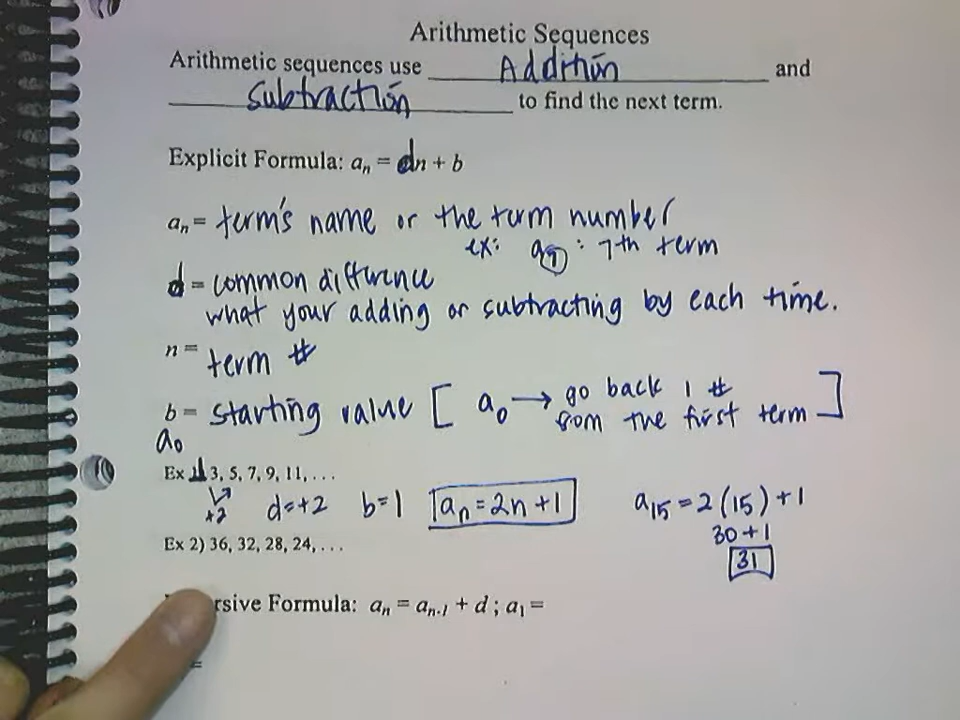 Arithmetic Sequences
Arithmetic sequences use Addition and
Subtraction to find the next term.
Explicit Formula: aₙ = dn + b
aₙ = term's name or the term number
ex: a₇ : 7th term
d = common difference
what your adding or subtracting by each time.
n = term #
b = starting value [ a₀ → go back 1 #
from the first term ]
a₀
Ex 1) 3, 5, 7, 9, 11, . . .
+2 d=+2 b=1 aₙ=2n+1 a₁₅=2(15)+1
30+1
Ex 2) 36, 32, 28, 24, . . .
31
rsive Formula: aₙ = aₙ₋₁ + d ; a₁ =
=